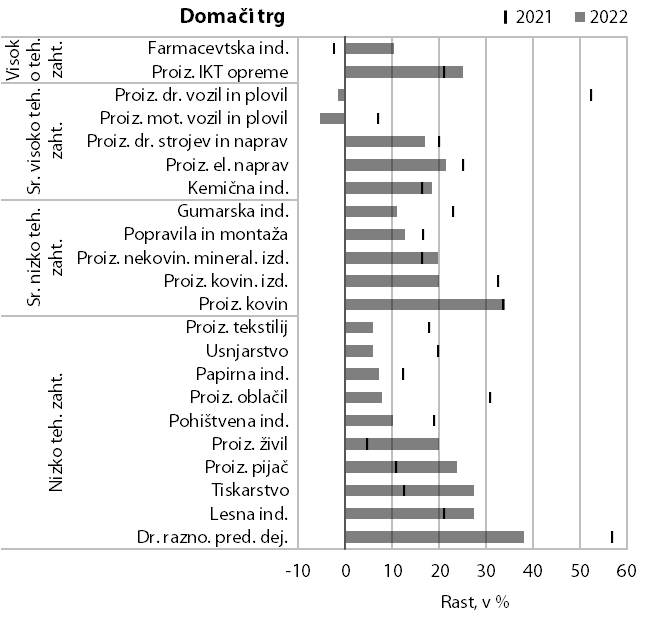 Domači trg
2021
2022
Visok
o teh.
zaht.
Farmacevtska ind.
Proiz. IKT opreme
Sr. visoko teh.
zaht.
Proiz. dr. vozil in plovil
Proiz. mot. vozil in plovil
Proiz. dr. strojev in naprav
Proiz. el. naprav
Kemična ind.
Sr. nizko teh.
zaht.
Gumarska ind.
Popravila in montaža
Proiz. nekovin. mineral. izd.
Proiz. kovin. izd.
Proiz. kovin
Nizko teh. zaht.
Proiz. tekstilij
Usnjarstvo
Papirna ind.
Proiz. oblačil
Pohištvena ind.
Proiz. živil
Proiz. pijač
Tiskarstvo
Lesna ind.
Dr. razno. pred. dej.
-10 0 10 20 30 40 50 60
Rast, v %